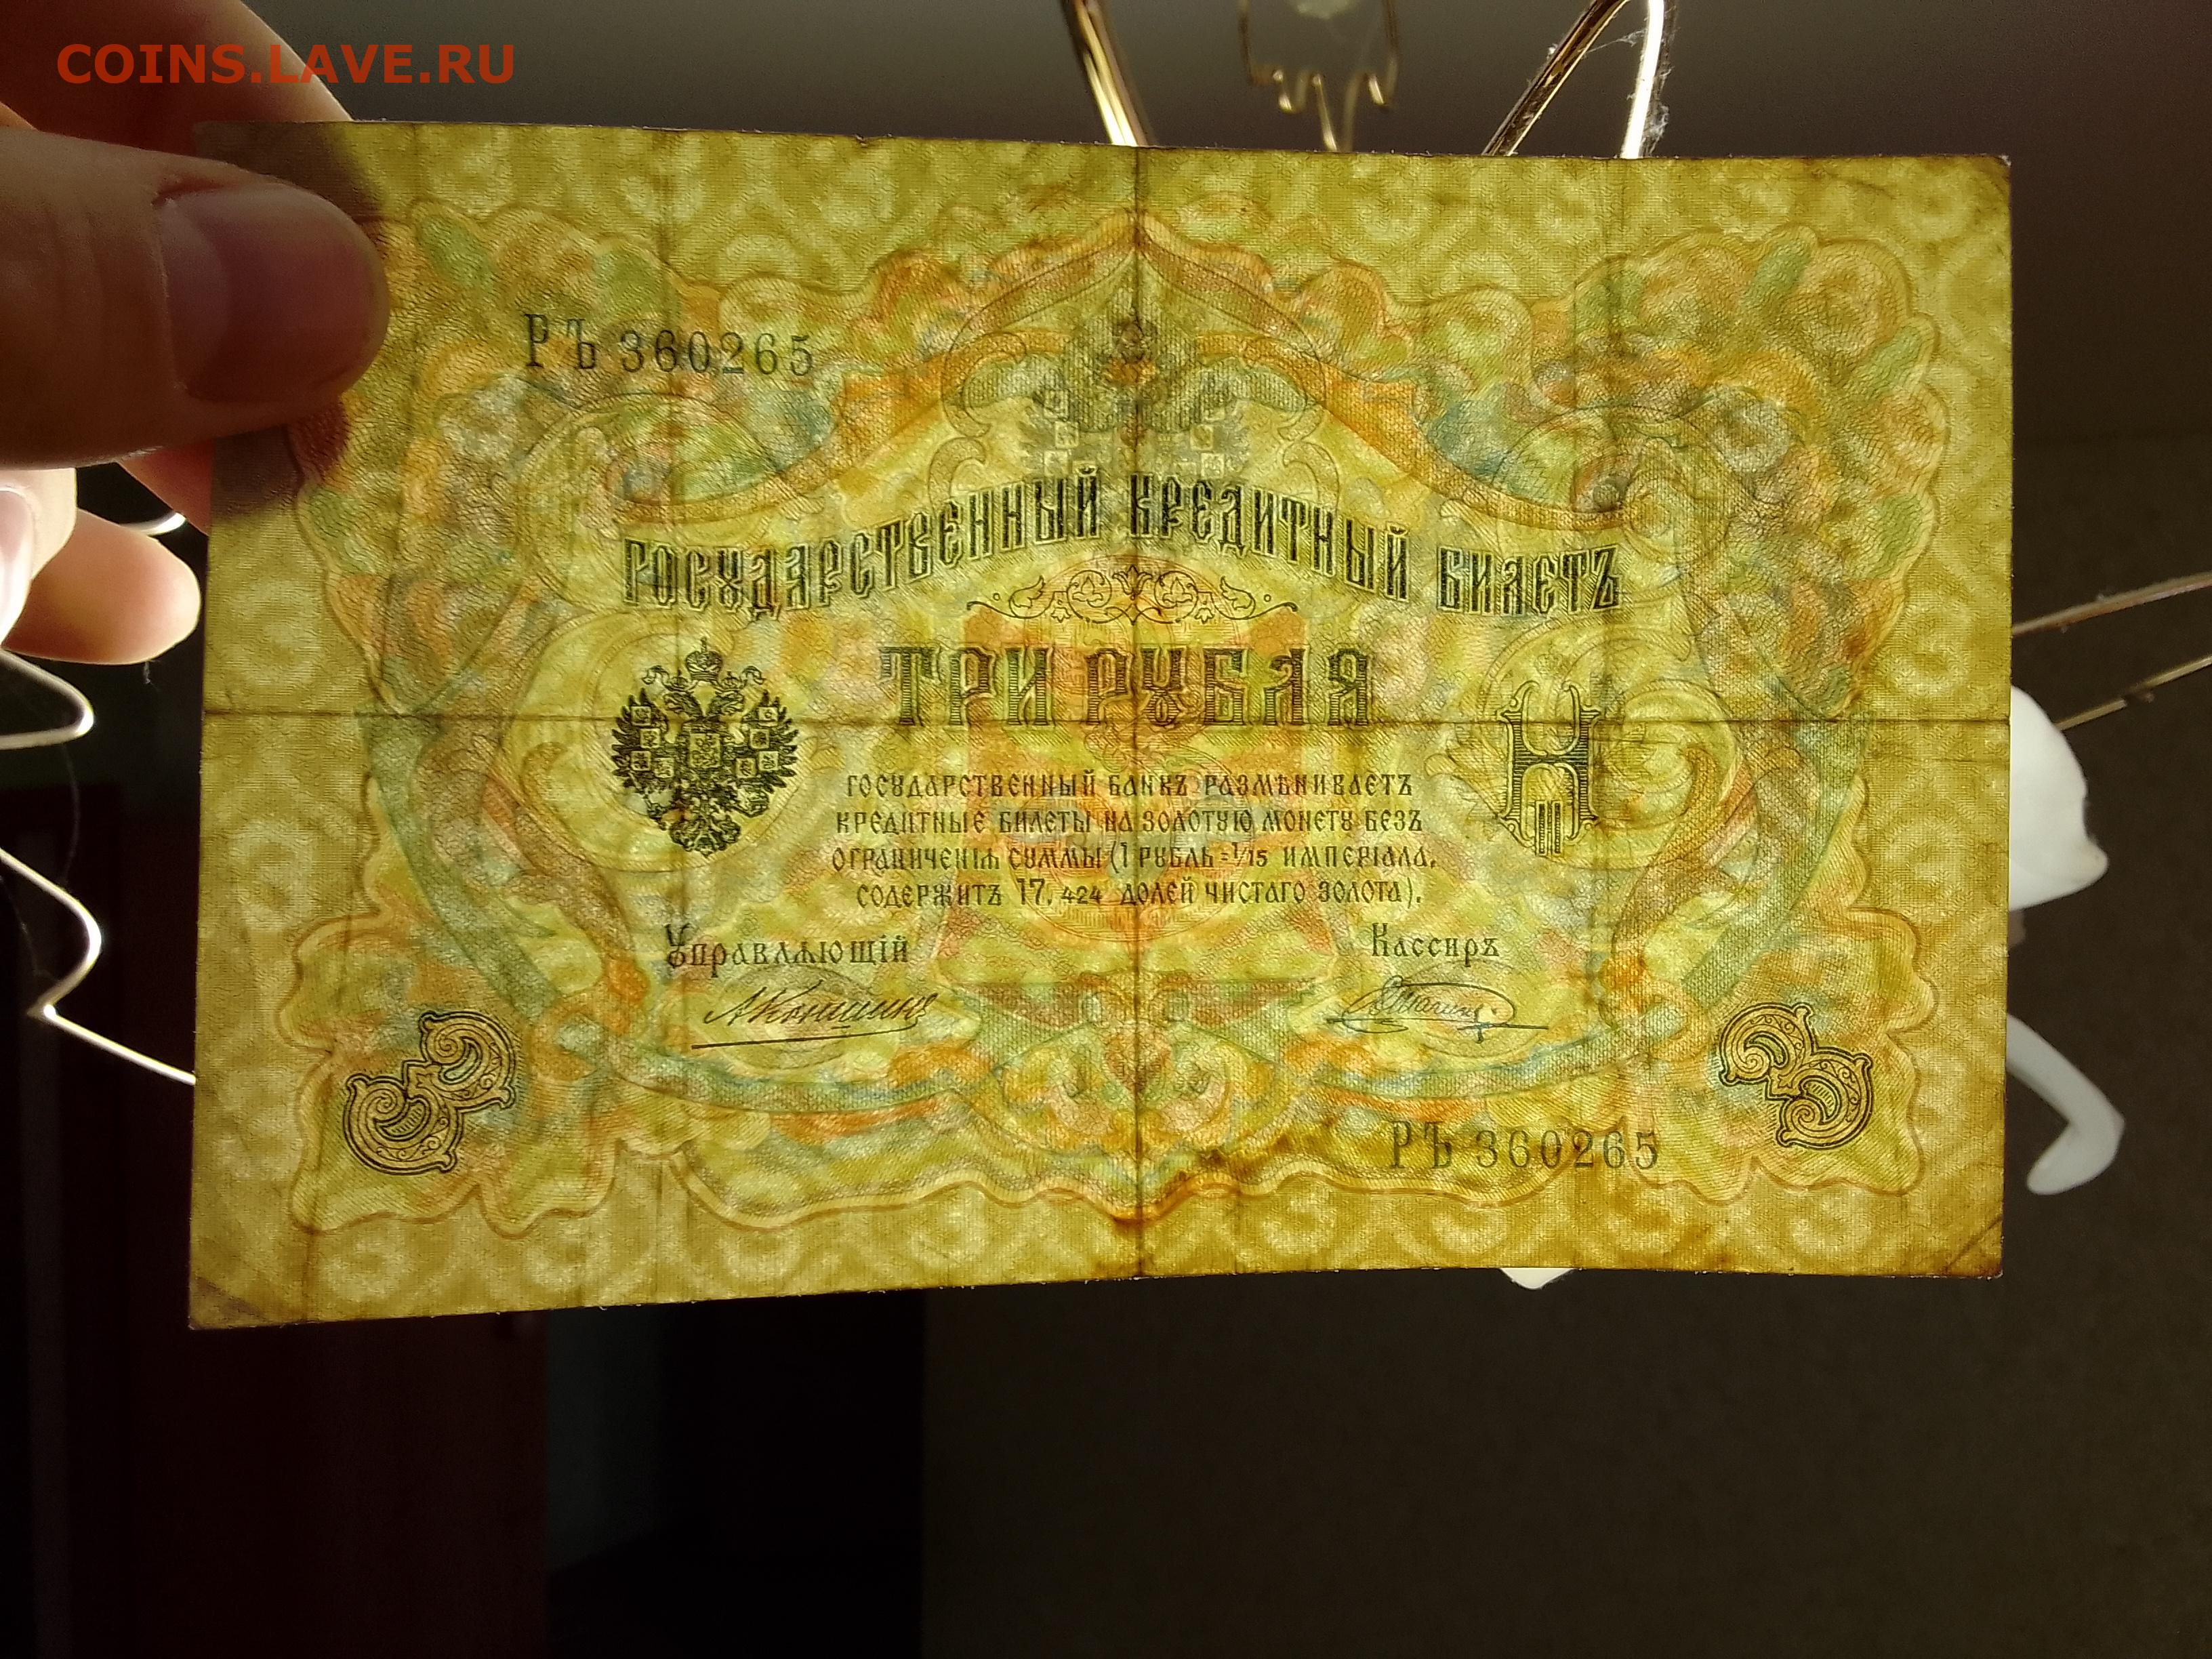 COINS.LAVE.RU
РЪ 360265
ГОСУДАРСТВЕННЫЙ КРЕДИТНЫЙ БИЛЕТЪ
ТРИ РУБЛЯ
ГОСУДАРСТВЕННЫЙ БАНКЪ РАЗМѢНИВАЕТЪ
КРЕДИТНЫЕ БИЛЕТЫ НА ЗОЛОТУЮ МОНЕТУ БЕЗЪ
ОГРАНИЧЕНІЯ СУММЫ (1 РУБЛЬ = 1/15 ИМПЕРІАЛА,
СОДЕРЖИТЪ 17,424 ДОЛЕЙ ЧИСТАГО ЗОЛОТА).
Управляющій Кассиръ
АКоншинъ
РЪ 360265
3 3